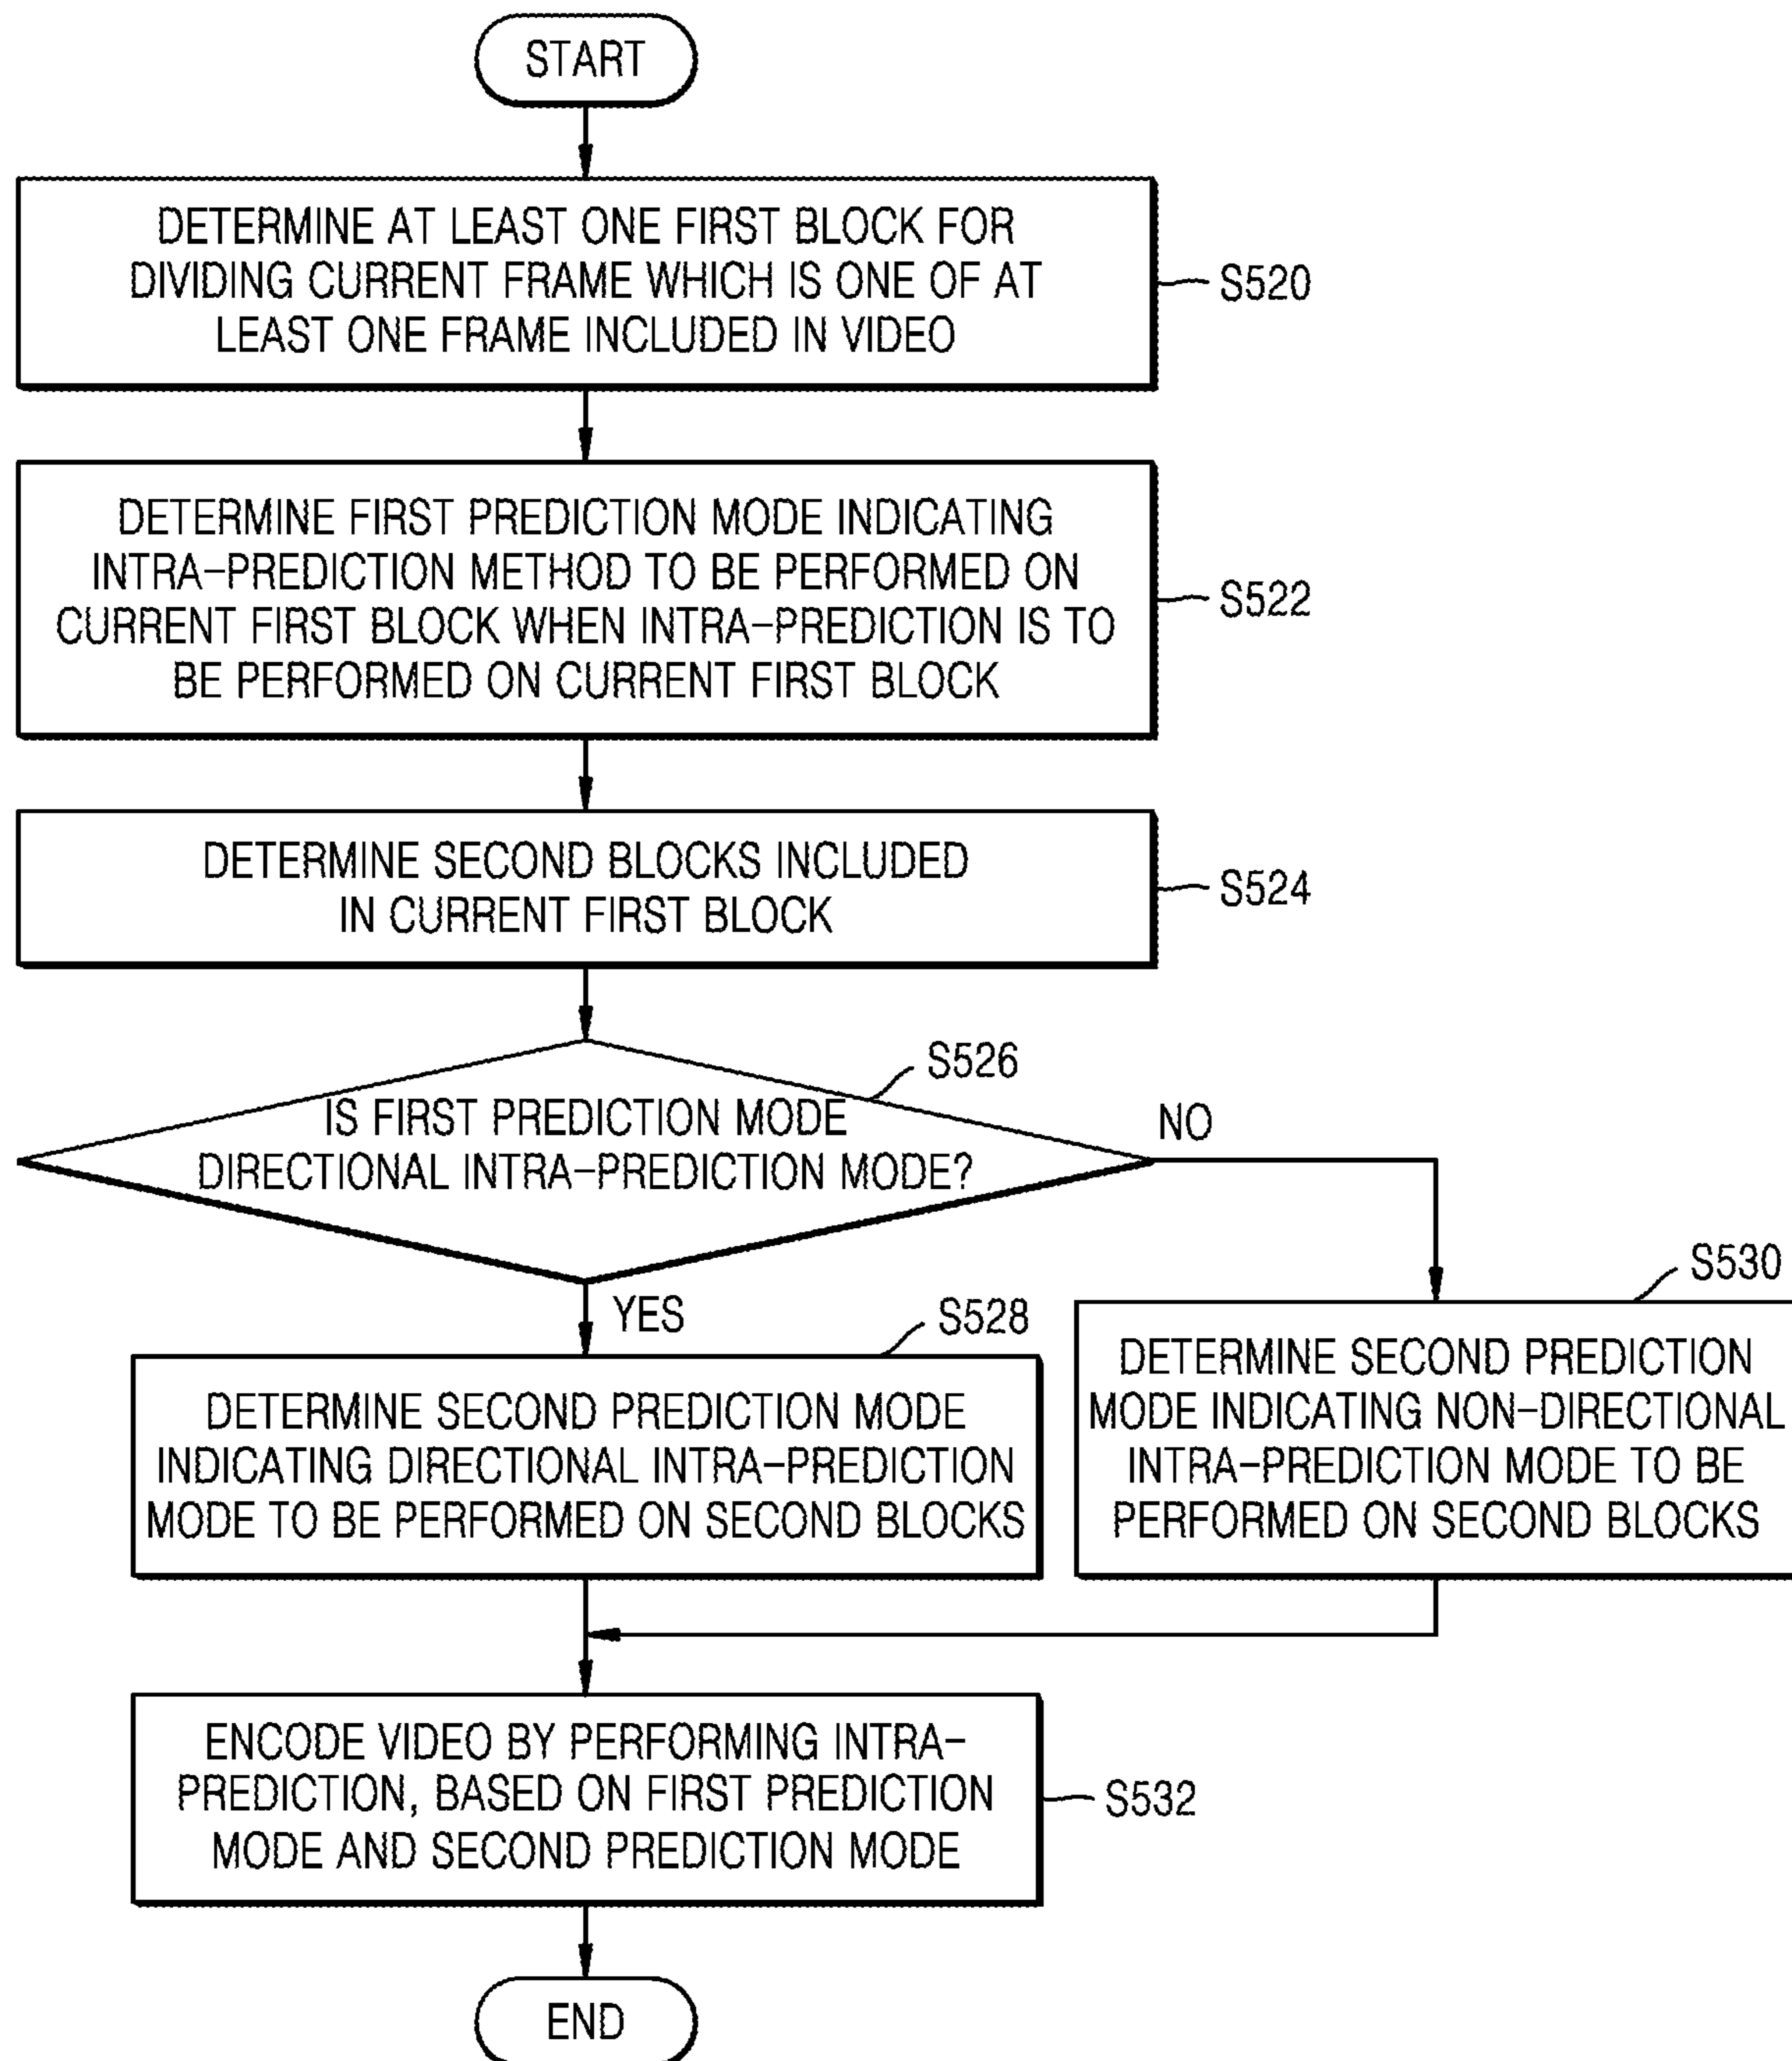 START
DETERMINE AT LEAST ONE FIRST BLOCK FOR
DIVIDING CURRENT FRAME WHICH IS ONE OF AT
LEAST ONE FRAME INCLUDED IN VIDEO
S520
DETERMINE FIRST PREDICTION MODE INDICATING
INTRA-PREDICTION METHOD TO BE PERFORMED ON
CURRENT FIRST BLOCK WHEN INTRA-PREDICTION IS TO
BE PERFORMED ON CURRENT FIRST BLOCK
S522
DETERMINE SECOND BLOCKS INCLUDED
IN CURRENT FIRST BLOCK
S524
S526
IS FIRST PREDICTION MODE
DIRECTIONAL INTRA-PREDICTION MODE?
NO
YES
S528
DETERMINE SECOND PREDICTION MODE
INDICATING DIRECTIONAL INTRA-PREDICTION
MODE TO BE PERFORMED ON SECOND BLOCKS
S530
DETERMINE SECOND PREDICTION
MODE INDICATING NON-DIRECTIONAL
INTRA-PREDICTION MODE TO BE
PERFORMED ON SECOND BLOCKS
ENCODE VIDEO BY PERFORMING INTRA-
PREDICTION, BASED ON FIRST PREDICTION
MODE AND SECOND PREDICTION MODE
S532
END